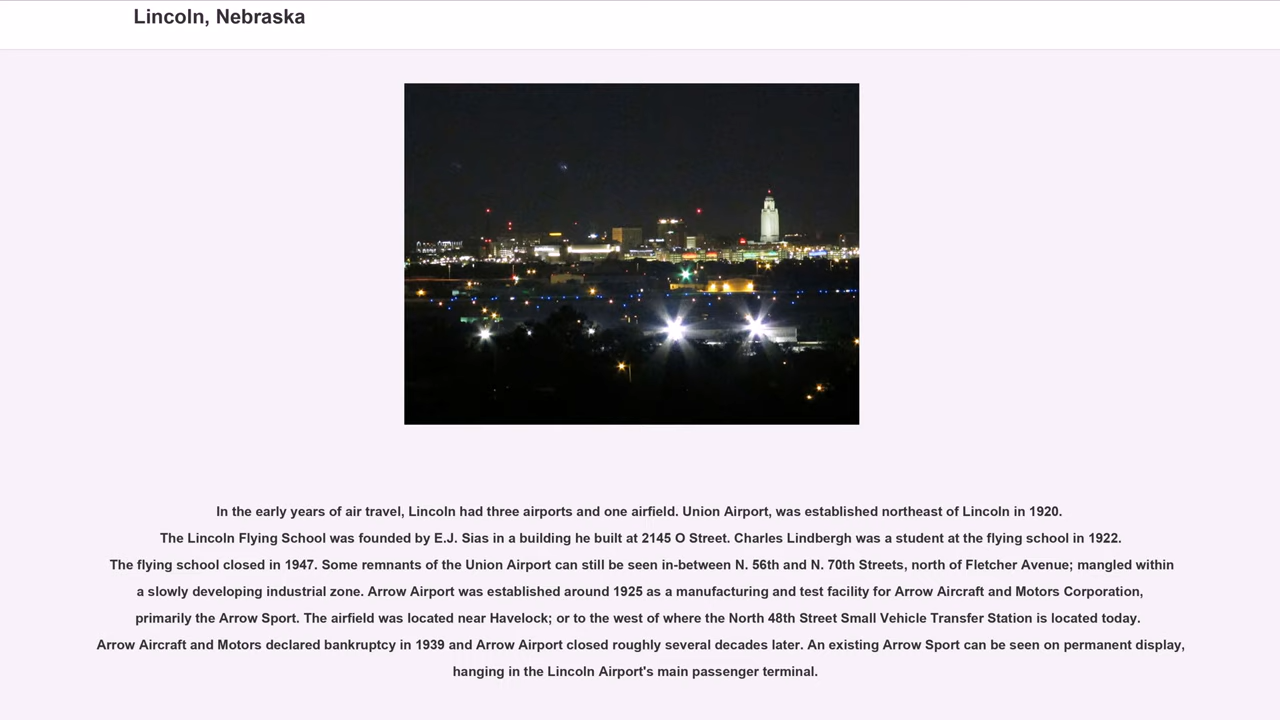 Lincoln, Nebraska
In the early years of air travel, Lincoln had three airports and one airfield. Union Airport, was established northeast of Lincoln in 1920.
The Lincoln Flying School was founded by E.J. Sias in a building he built at 2145 O Street. Charles Lindbergh was a student at the flying school in 1922.
The flying school closed in 1947. Some remnants of the Union Airport can still be seen in-between N. 56th and N. 70th Streets, north of Fletcher Avenue; mangled within
a slowly developing industrial zone. Arrow Airport was established around 1925 as a manufacturing and test facility for Arrow Aircraft and Motors Corporation,
primarily the Arrow Sport. The airfield was located near Havelock; or to the west of where the North 48th Street Small Vehicle Transfer Station is located today.
Arrow Aircraft and Motors declared bankruptcy in 1939 and Arrow Airport closed roughly several decades later. An existing Arrow Sport can be seen on permanent display,
hanging in the Lincoln Airport's main passenger terminal.